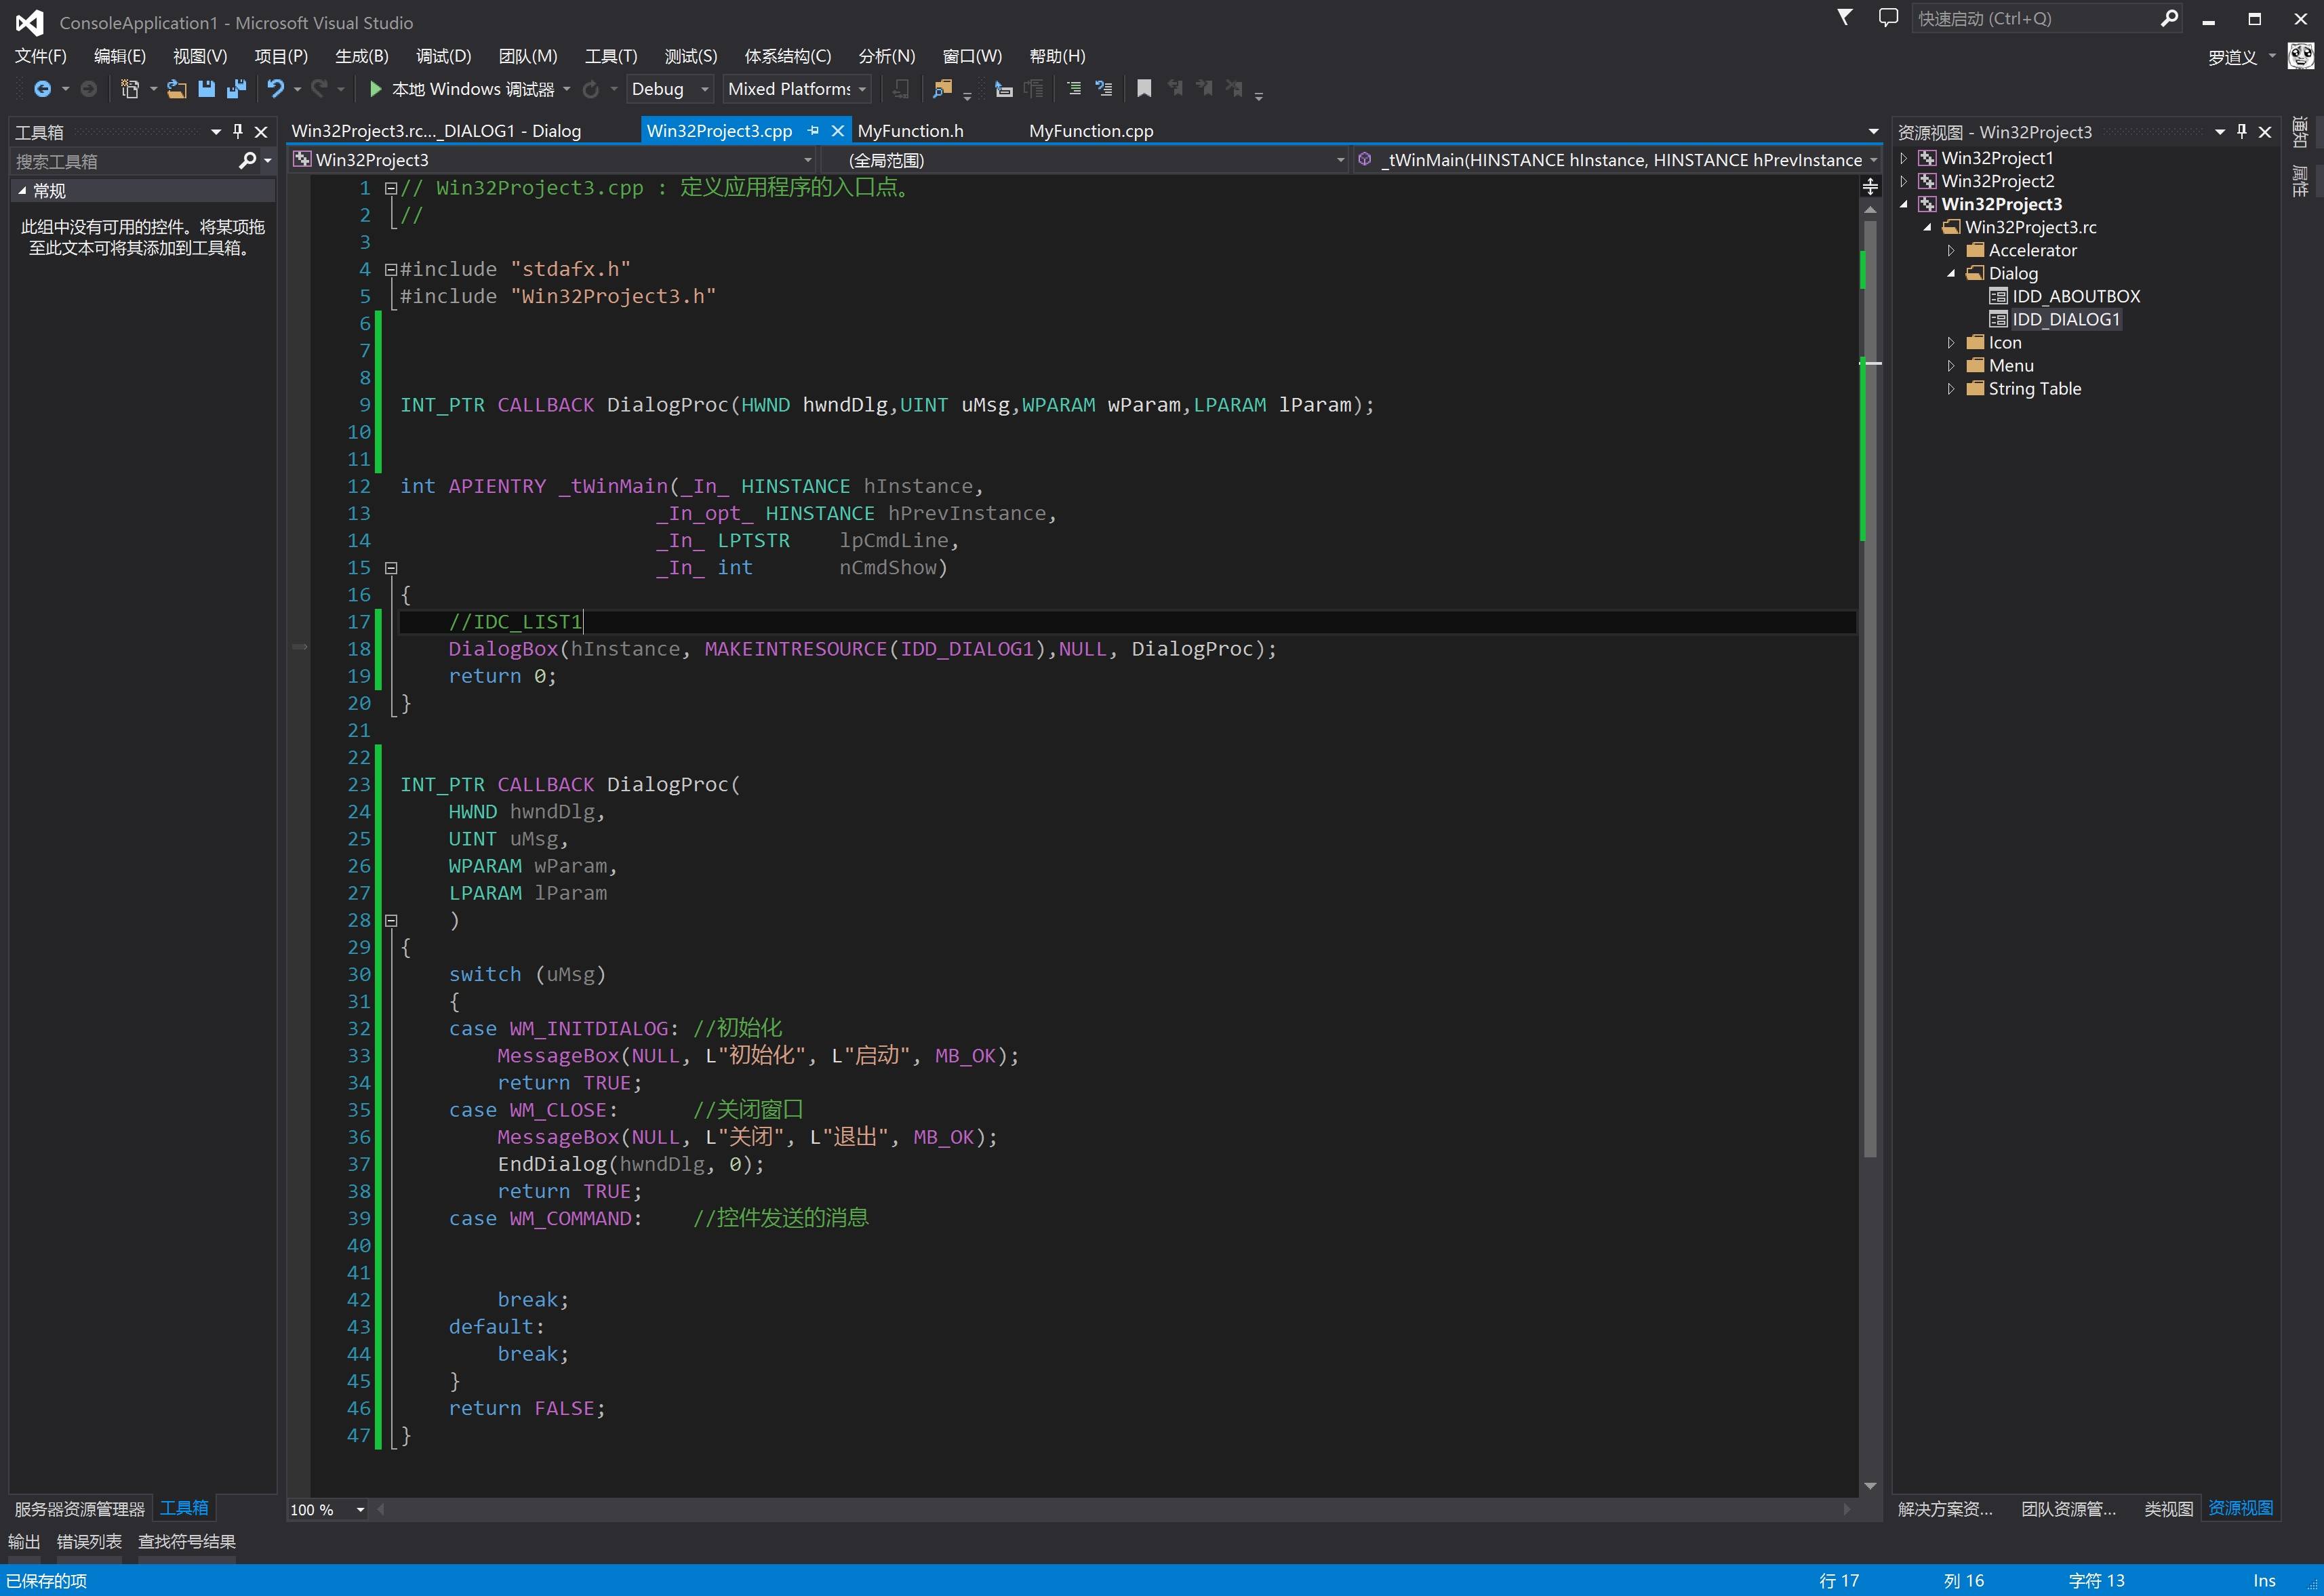 ConsoleApplication1 - Microsoft Visual Studio
快速启动 (Ctrl+Q)
文件(F) 编辑(E) 视图(V) 项目(P) 生成(B) 调试(D) 团队(M) 工具(T) 测试(S) 体系结构(C) 分析(N) 窗口(W) 帮助(H)
罗道义
本地 Windows 调试器 Debug Mixed Platforms
工具箱
搜索工具箱
常规
此组中没有可用的控件。将某项拖
至此文本可将其添加到工具箱。
Win32Project3.rc..._DIALOG1 - Dialog Win32Project3.cpp MyFunction.h MyFunction.cpp
Win32Project3 (全局范围) _tWinMain(HINSTANCE hInstance, HINSTANCE hPrevInstance
1 // Win32Project3.cpp : 定义应用程序的入口点。
2 //
3
4 #include "stdafx.h"
5 #include "Win32Project3.h"
6
7
8
9 INT_PTR CALLBACK DialogProc(HWND hwndDlg,UINT uMsg,WPARAM wParam,LPARAM lParam);
10
11
12 int APIENTRY _tWinMain(_In_ HINSTANCE hInstance,
13 _In_opt_ HINSTANCE hPrevInstance,
14 _In_ LPTSTR lpCmdLine,
15 _In_ int nCmdShow)
16 {
17 //IDC_LIST1
18 DialogBox(hInstance, MAKEINTRESOURCE(IDD_DIALOG1),NULL, DialogProc);
19 return 0;
20 }
21
22
23 INT_PTR CALLBACK DialogProc(
24 HWND hwndDlg,
25 UINT uMsg,
26 WPARAM wParam,
27 LPARAM lParam
28 )
29 {
30 switch (uMsg)
31 {
32 case WM_INITDIALOG: //初始化
33 MessageBox(NULL, L"初始化", L"启动", MB_OK);
34 return TRUE;
35 case WM_CLOSE: //关闭窗口
36 MessageBox(NULL, L"关闭", L"退出", MB_OK);
37 EndDialog(hwndDlg, 0);
38 return TRUE;
39 case WM_COMMAND: //控件发送的消息
40
41
42 break;
43 default:
44 break;
45 }
46 return FALSE;
47 }
100 %
资源视图 - Win32Project3
Win32Project1
Win32Project2
Win32Project3
Win32Project3.rc
Accelerator
Dialog
IDD_ABOUTBOX
IDD_DIALOG1
Icon
Menu
String Table
通知
属性
服务器资源管理器 工具箱
解决方案资... 团队资源管... 类视图 资源视图
输出 错误列表 查找符号结果
已保存的项 行 17 列 16 字符 13 Ins